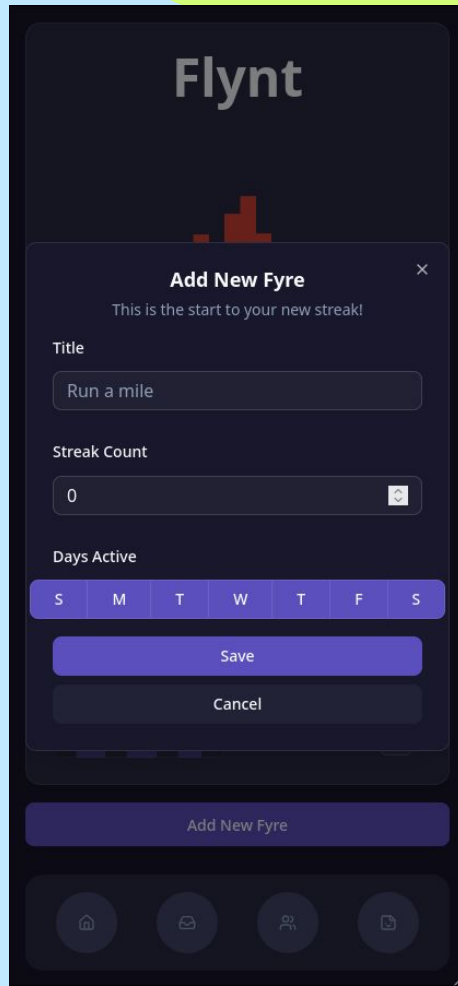 Flynt
Add New Fyre
This is the start to your new streak!
Title
Run a mile
Streak Count
0
Days Active
S M T W T F S
Save
Cancel
Add New Fyre